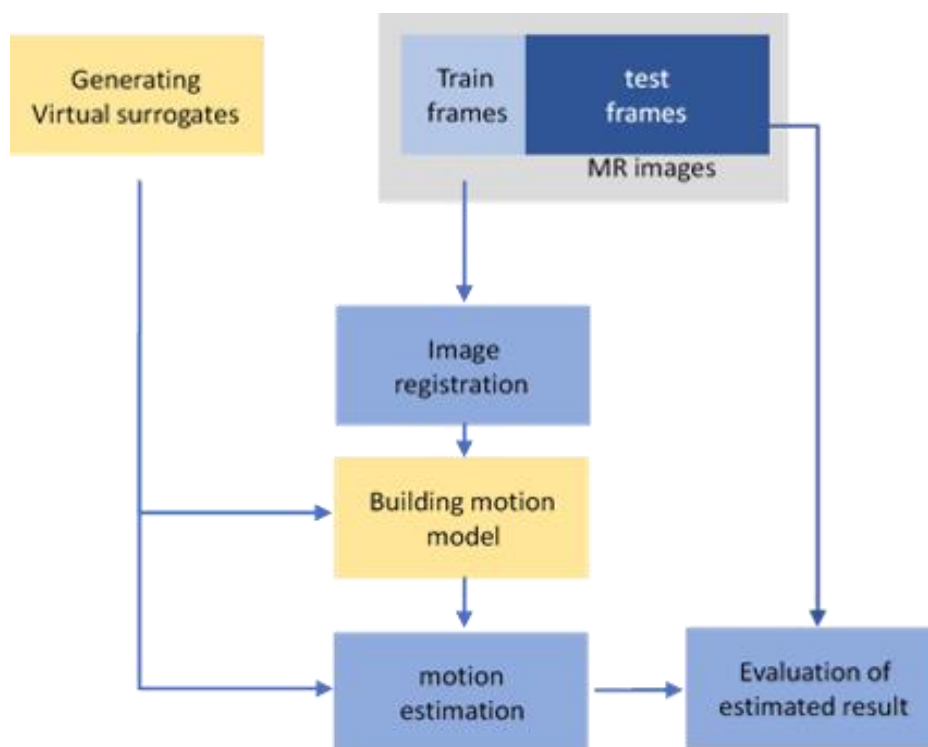 Generating
Virtual surrogates
Train
frames
test
frames
MR images
Image
registration
Building motion
model
motion
estimation
Evaluation of
estimated result